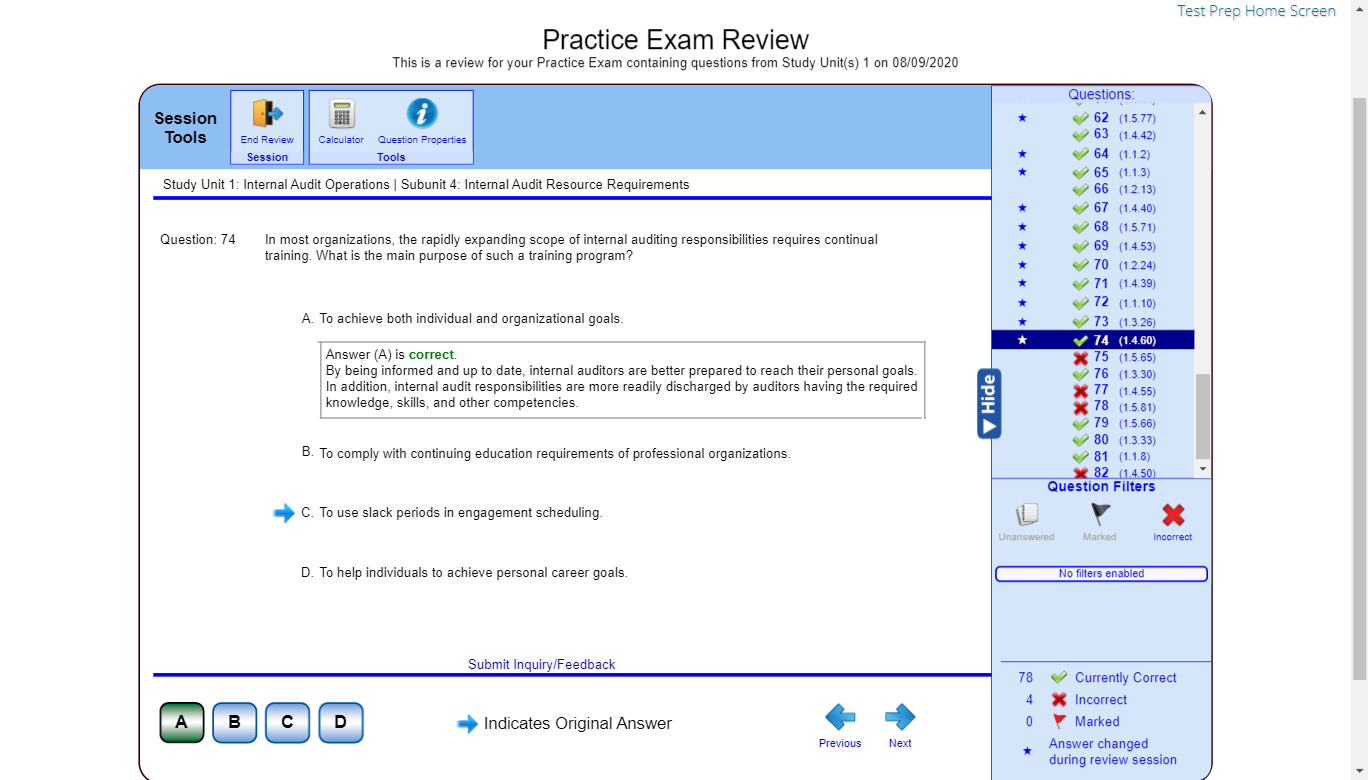 Test Prep Home Screen
Practice Exam Review
This is a review for your Practice Exam containing questions from Study Unit(s) 1 on 08/09/2020
Session
Tools
End Review
Session
Calculator
Question Properties
Tools
Study Unit 1: Internal Audit Operations | Subunit 4: Internal Audit Resource Requirements
Question: 74
In most organizations, the rapidly expanding scope of internal auditing responsibilities requires continual
training. What is the main purpose of such a training program?
A. To achieve both individual and organizational goals.
Answer (A) is correct.
By being informed and up to date, internal auditors are better prepared to reach their personal goals.
In addition, internal audit responsibilities are more readily discharged by auditors having the required
knowledge, skills, and other competencies.
B. To comply with continuing education requirements of professional organizations.
C. To use slack periods in engagement scheduling.
D. To help individuals to achieve personal career goals.
Submit Inquiry/Feedback
A B C D
Indicates Original Answer
Previous
Next
Questions:
62 (1.5.77)
63 (1.4.42)
64 (1.1.2)
65 (1.1.3)
66 (1.2.13)
67 (1.4.40)
68 (1.5.71)
69 (1.4.53)
70 (1.2.24)
71 (1.4.39)
72 (1.1.10)
73 (1.3.26)
74 (1.4.60)
75 (1.5.65)
76 (1.3.30)
77 (1.4.55)
78 (1.5.81)
79 (1.5.66)
80 (1.3.33)
81 (1.1.8)
82 (1.4.50)
Hide
Question Filters
Unanswered
Marked
Incorrect
No filters enabled
78 Currently Correct
4 Incorrect
0 Marked
Answer changed
during review session